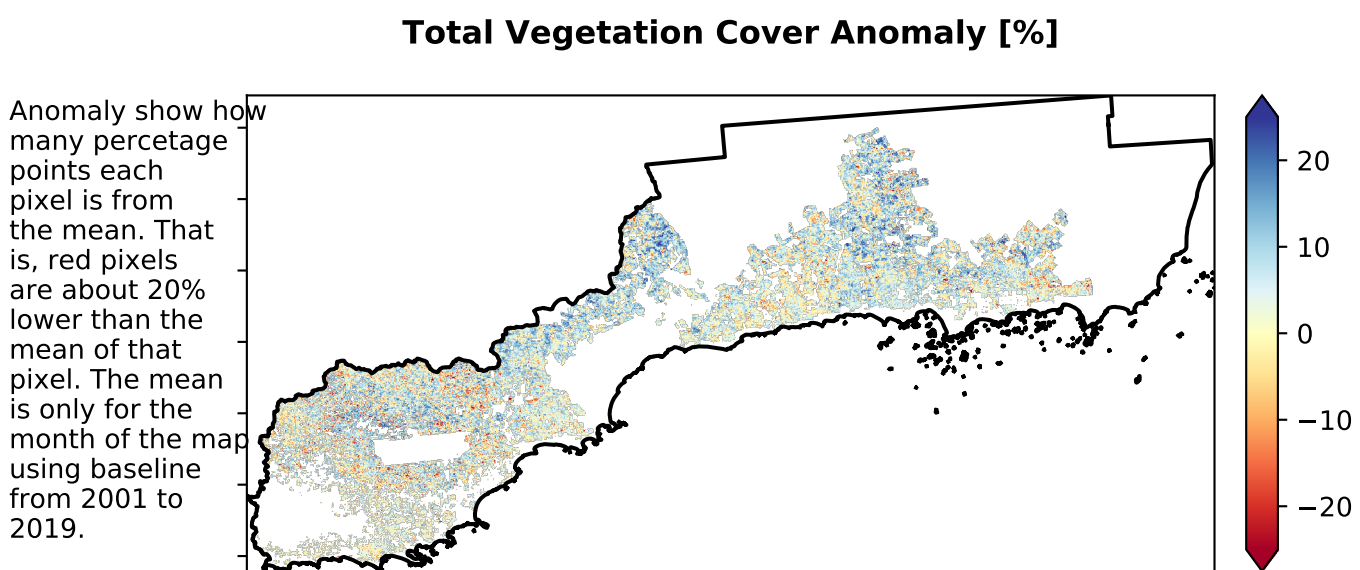 Total Vegetation Cover Anomaly [%]
Anomaly show how
many percetage
points each
pixel is from
the mean. That
is, red pixels
are about 20%
lower than the
mean of that
pixel. The mean
is only for the
month of the map
using baseline
from 2001 to
2019.
20
10
0
−10
−20